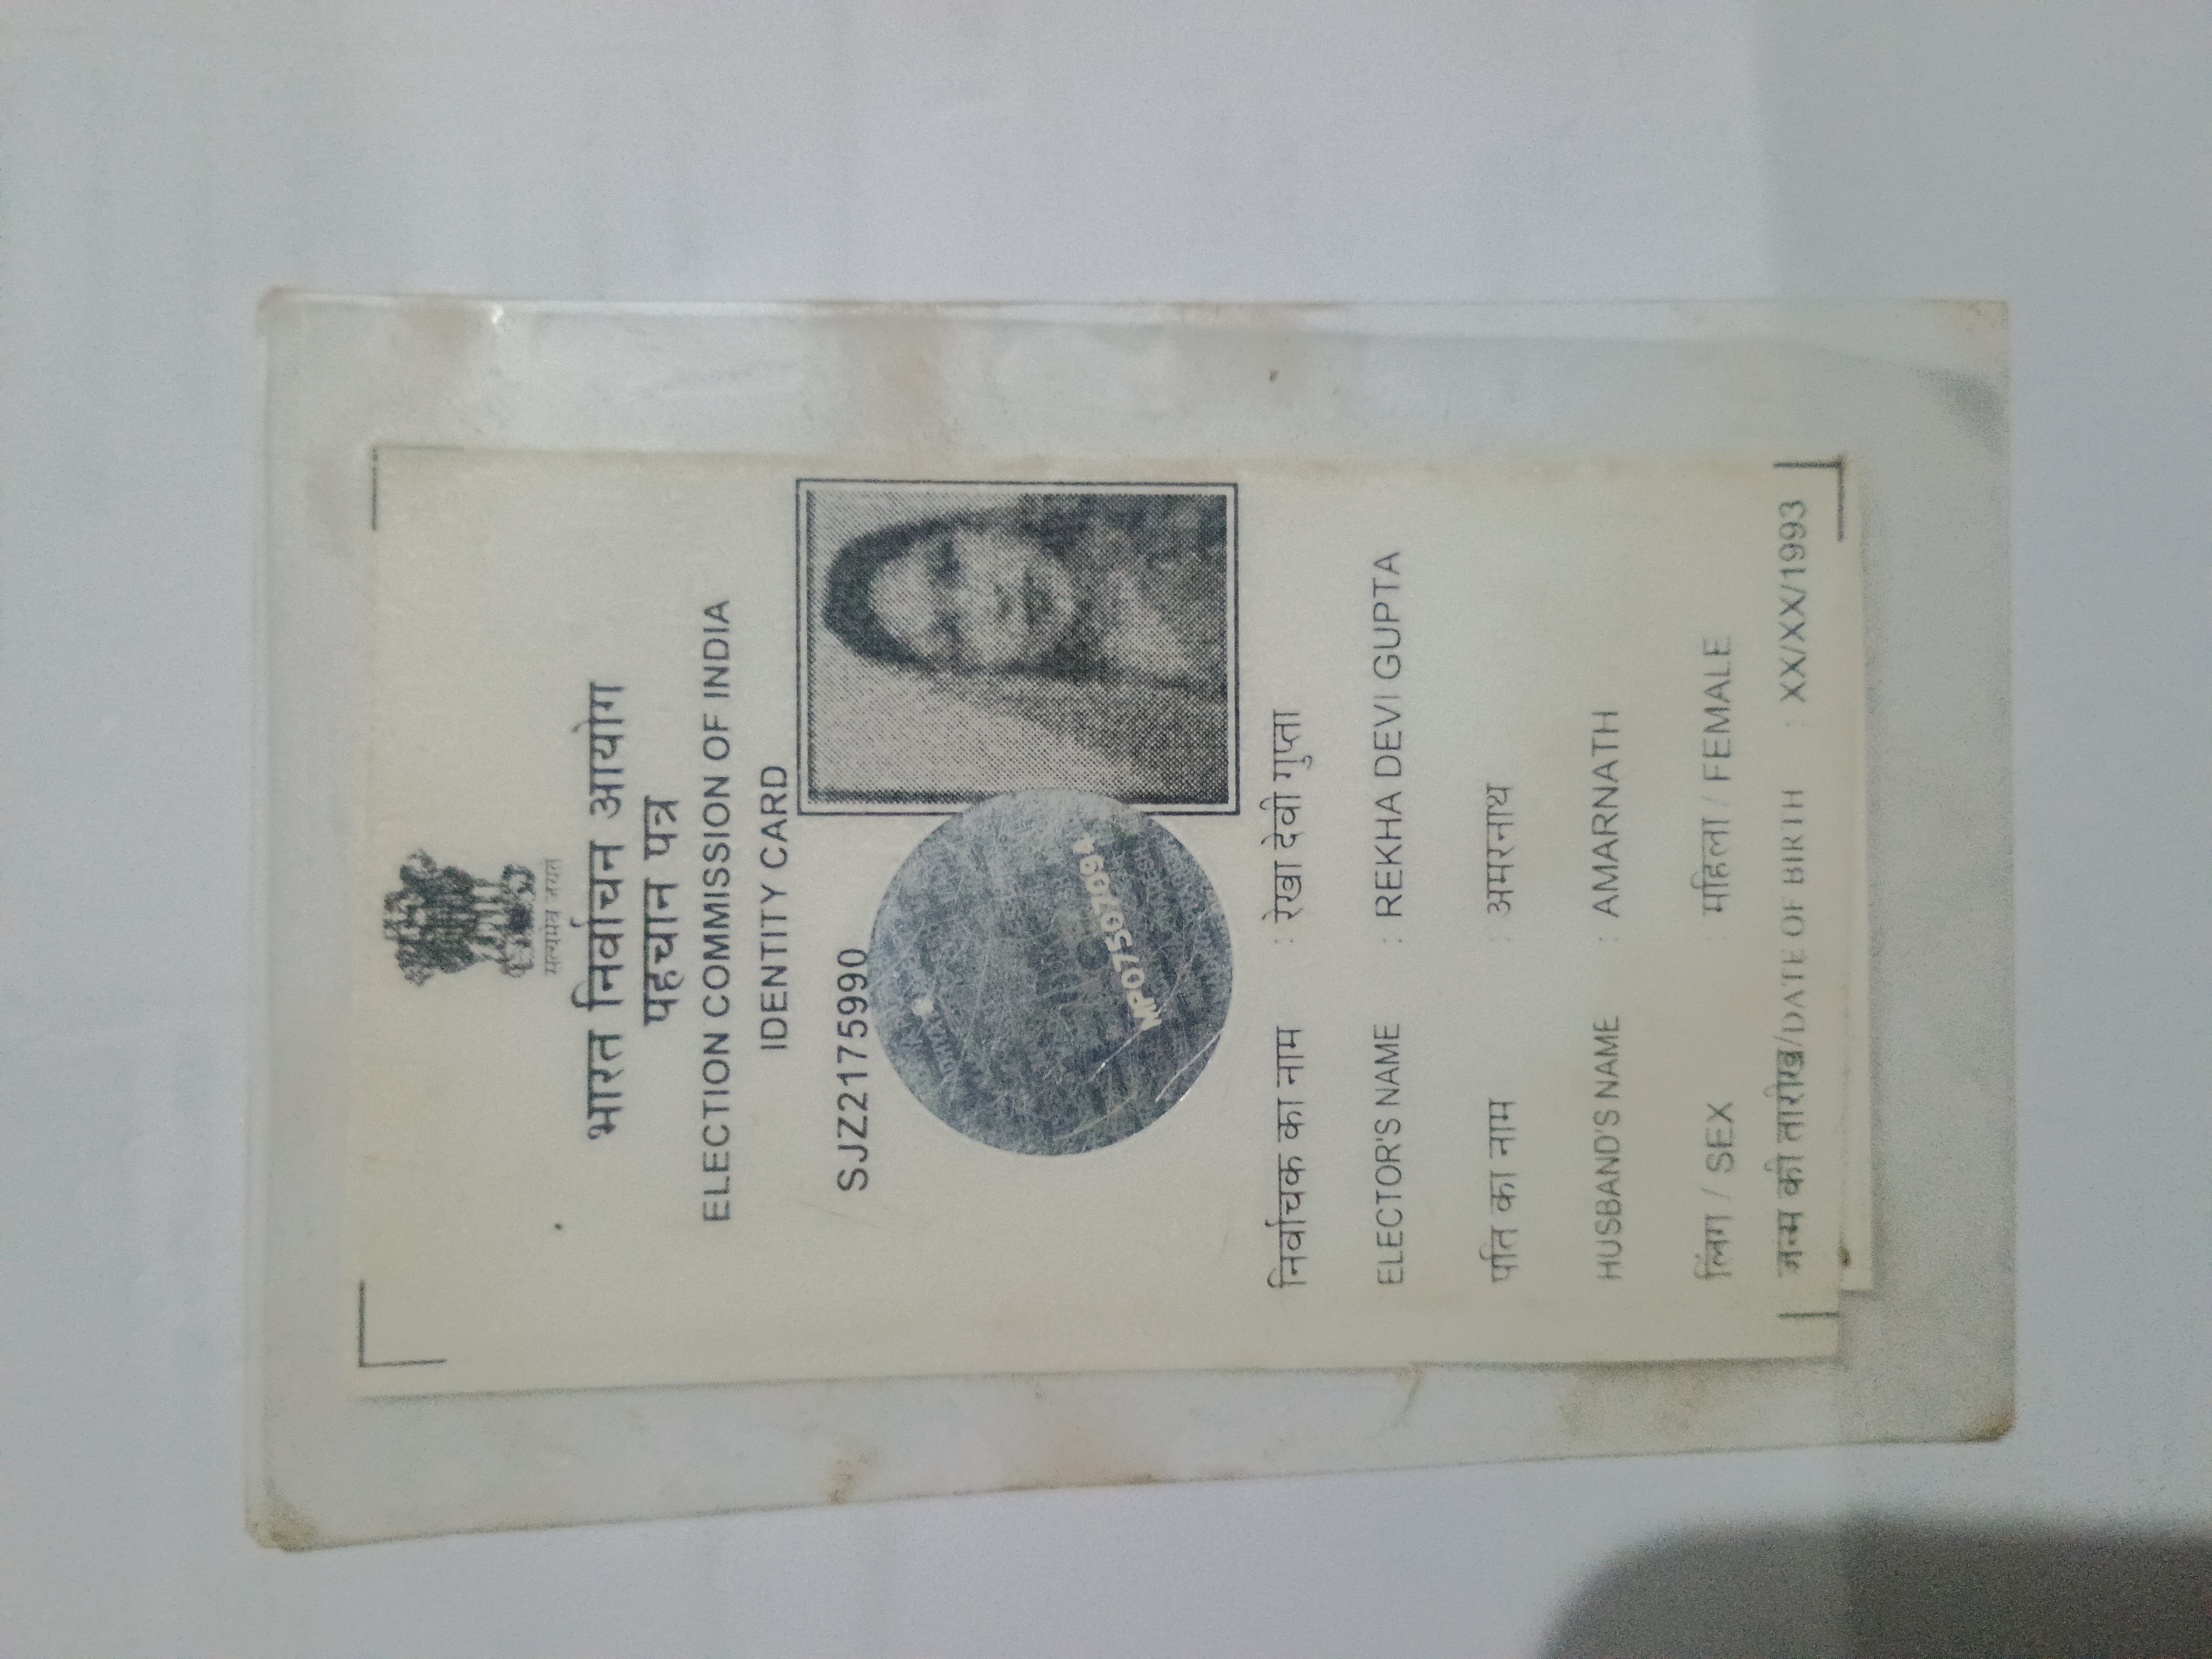 सत्यमेव जयते
भारत निर्वाचन आयोग
पहचान पत्र
ELECTION COMMISSION OF INDIA
IDENTITY CARD
SJZ2175990
निर्वाचक का नाम : रेखा देवी गुप्ता
ELECTOR'S NAME : REKHA DEVI GUPTA
पति का नाम : अमरनाथ
HUSBAND'S NAME : AMARNATH
लिंग / SEX : महिला / FEMALE
जन्म की तारीख/DATE OF BIRTH : XX/XX/1993